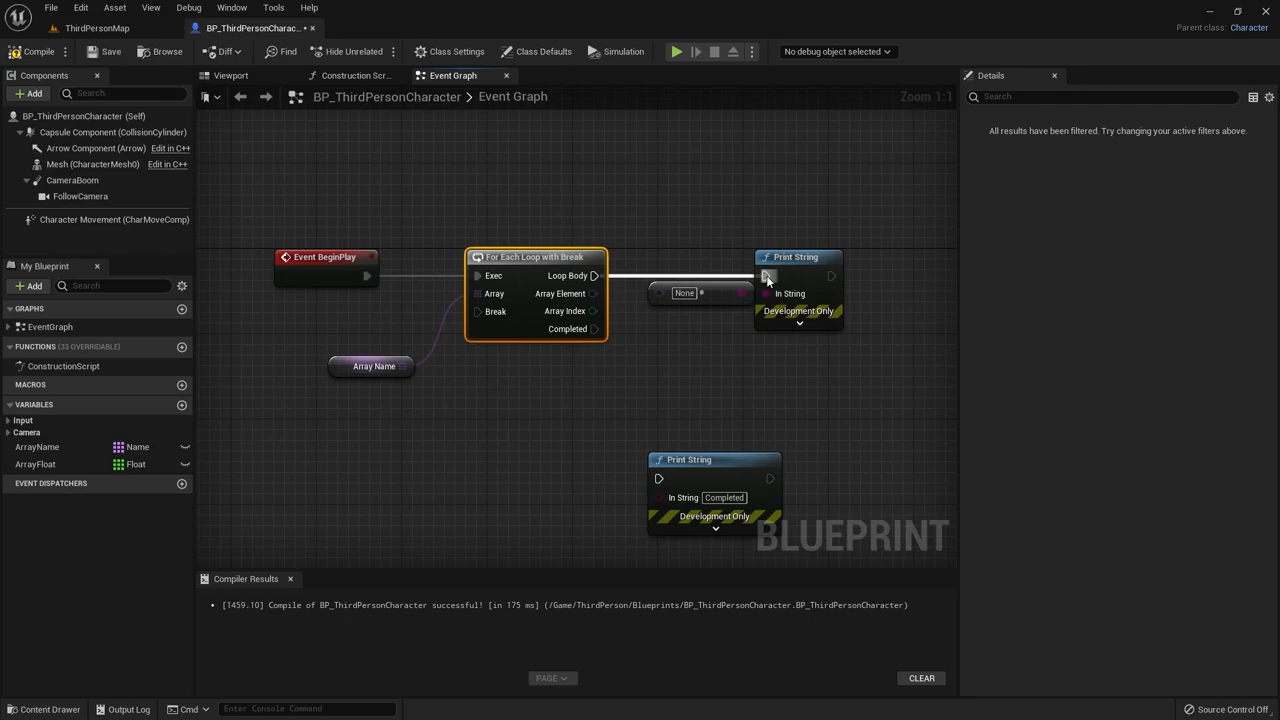 File Edit Asset View Debug Window Tools Help
ThirdPersonMap
BP_ThirdPersonCharac...
Parent class: Character
Compile Save Browse Diff Find Hide Unrelated Class Settings Class Defaults Simulation No debug object selected
Components
Add Search
BP_ThirdPersonCharacter (Self)
Capsule Component (CollisionCylinder)
Arrow Component (Arrow) Edit in C++
Mesh (CharacterMesh0) Edit in C++
CameraBoom
FollowCamera
Character Movement (CharMoveComp)
My Blueprint
Add Search
GRAPHS
EventGraph
FUNCTIONS (33 OVERRIDABLE)
ConstructionScript
MACROS
VARIABLES
Input
Camera
ArrayName Name
ArrayFloat Float
EVENT DISPATCHERS
Viewport Construction Scr... Event Graph
BP_ThirdPersonCharacter > Event Graph Zoom 1:1
Event BeginPlay
For Each Loop with Break
Exec Loop Body
Array Array Element
Break Array Index
Completed
Array Name
None
Print String
In String
Development Only
Print String
In String Completed
Development Only
BLUEPRINT
Compiler Results
[1459.10] Compile of BP_ThirdPersonCharacter successful! [in 175 ms] (/Game/ThirdPerson/Blueprints/BP_ThirdPersonCharacter.BP_ThirdPersonCharacter)
PAGE CLEAR
Details
Search
All results have been filtered. Try changing your active filters above.
Content Drawer Output Log Cmd Enter Console Command Source Control Off